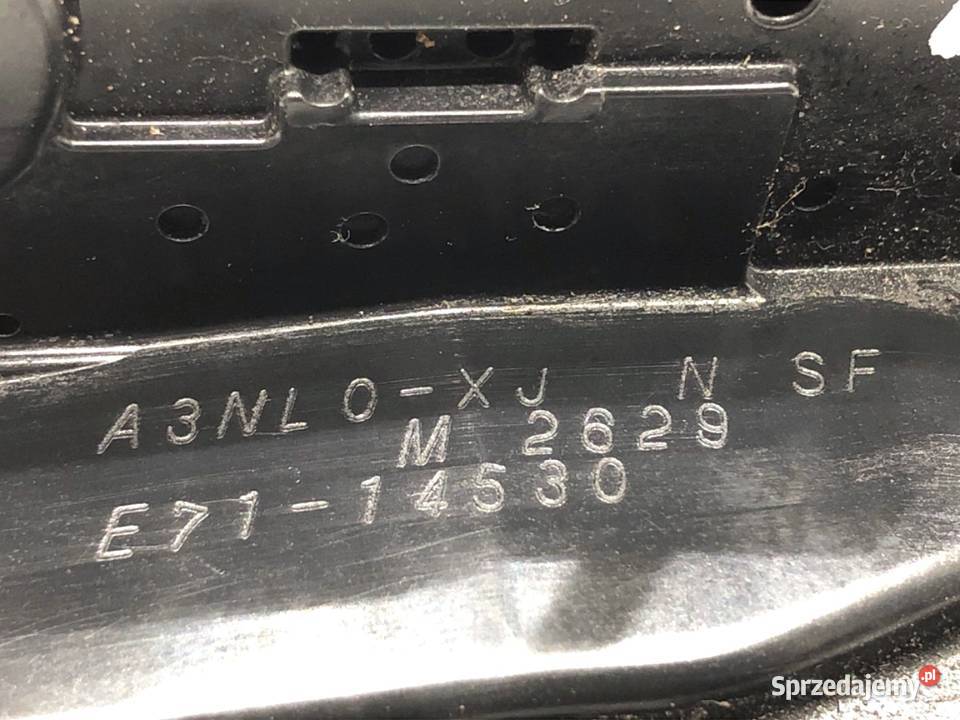 A3NL0-XJ N SF
M 2629
E71-14530
Sprzedajemy.pl